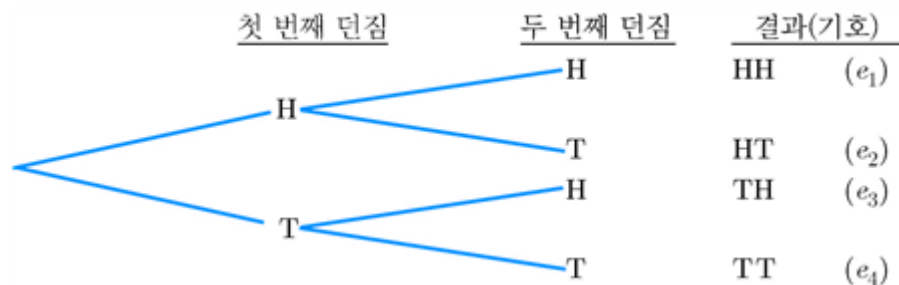 첫 번째 던짐 두 번째 던짐 결과(기호)
H HH (e₁)
H
T HT (e₂)
H TH (e₃)
T
T TT (e₄)